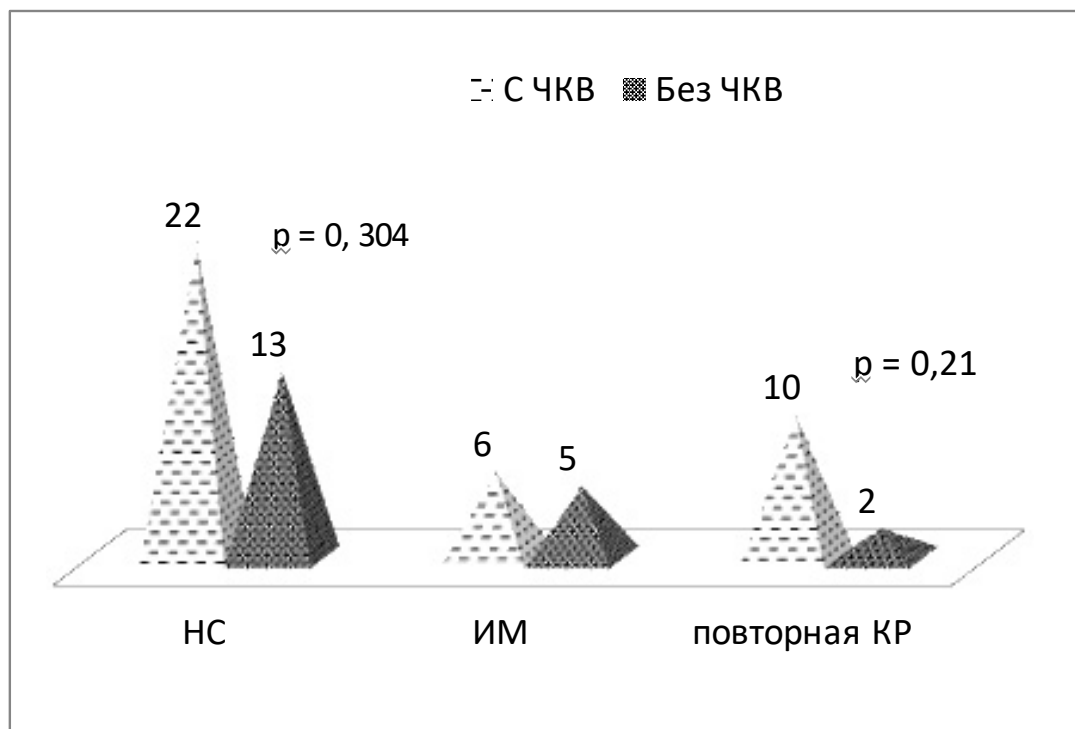 С ЧКВ Без ЧКВ
22
р = 0, 304
13
р = 0,21
10
6
5
2
НС ИМ повторная КР